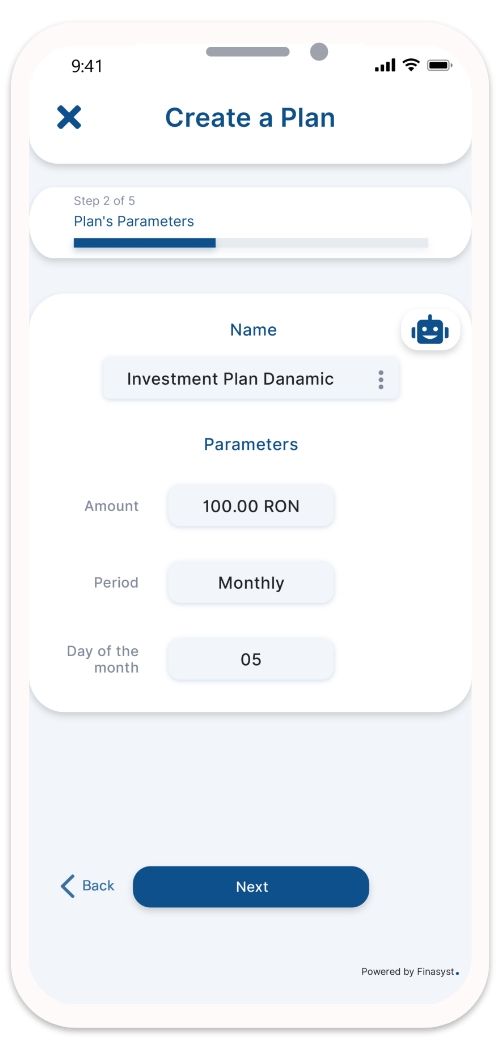 9:41
Create a Plan
Step 2 of 5
Plan's Parameters
Name
Investment Plan Danamic
Parameters
Amount
100.00 RON
Period
Monthly
Day of the
month
05
Back
Next
Powered by Finasyst.